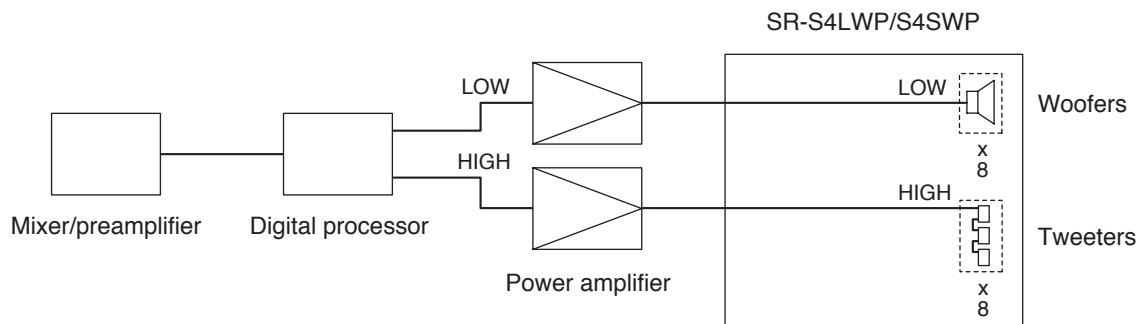 SR-S4LWP/S4SWP
LOW
LOW
Woofers
x
8
HIGH
HIGH
Mixer/preamplifier
Digital processor
Tweeters
Power amplifier
x
8